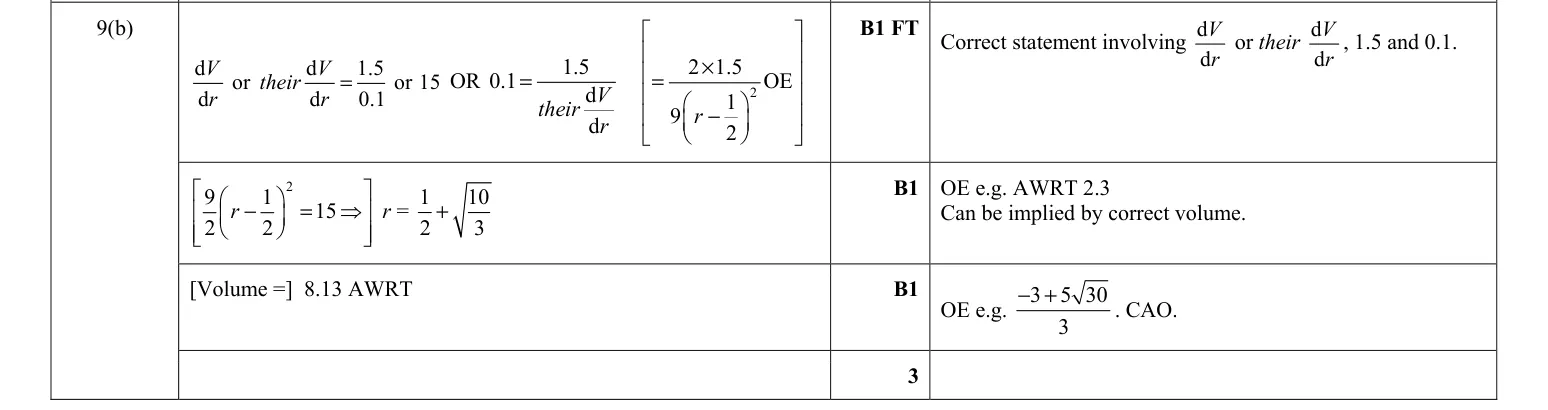 9(b)
dV/dr or their dV/dr = 1.5/0.1 or 15 OR 0.1 = 1.5/(their dV/dr) [= (2×1.5)/(9(r − 1/2)²) OE]
B1 FT
Correct statement involving dV/dr or their dV/dr, 1.5 and 0.1.
[9/2(r − 1/2)² = 15 ⇒] r = 1/2 + √(10/3)
B1
OE e.g. AWRT 2.3
Can be implied by correct volume.
[Volume =] 8.13 AWRT
B1
OE e.g. (−3 + 5√30)/3. CAO.
3